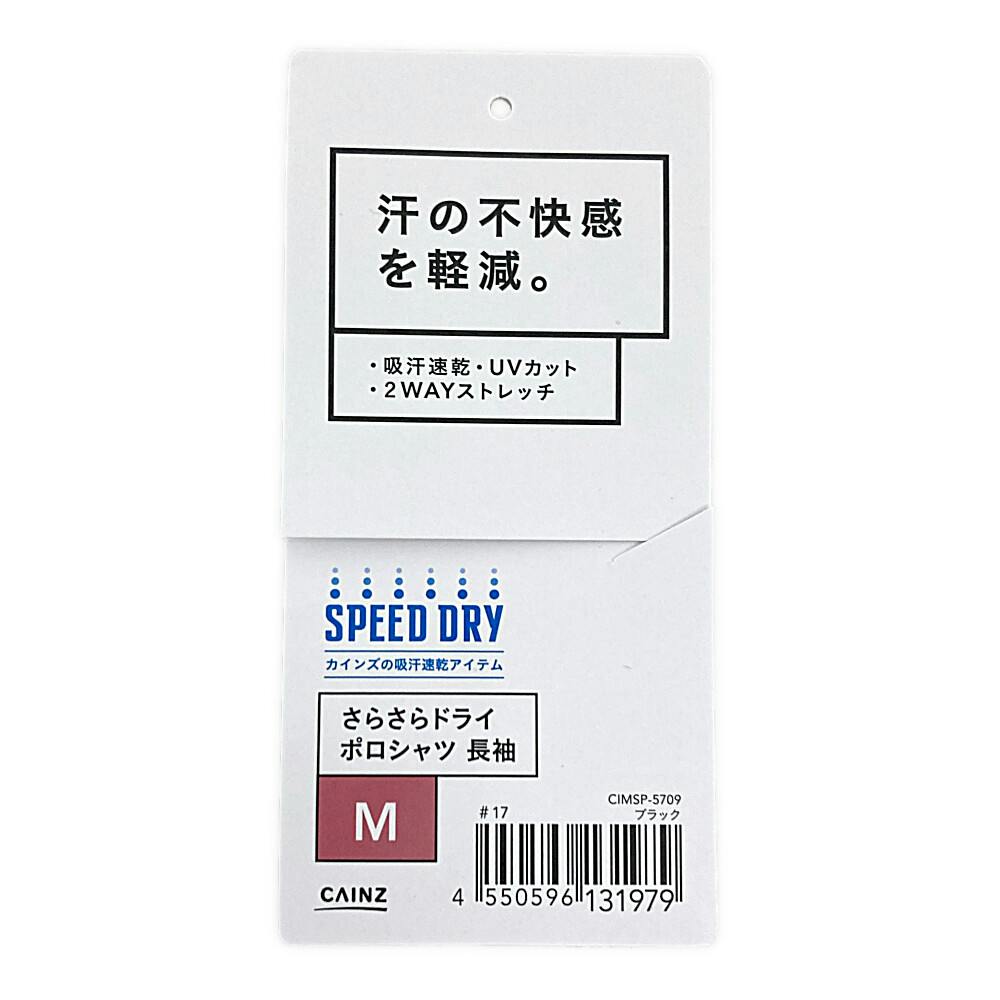 汗の不快感
を軽減。
・吸汗速乾・UVカット
・2WAYストレッチ
SPEED DRY
カインズの吸汗速乾アイテム
さらさらドライ
ポロシャツ 長袖
M
CAINZ
CIMSP-5709
#17 ブラック
4 550596 131979